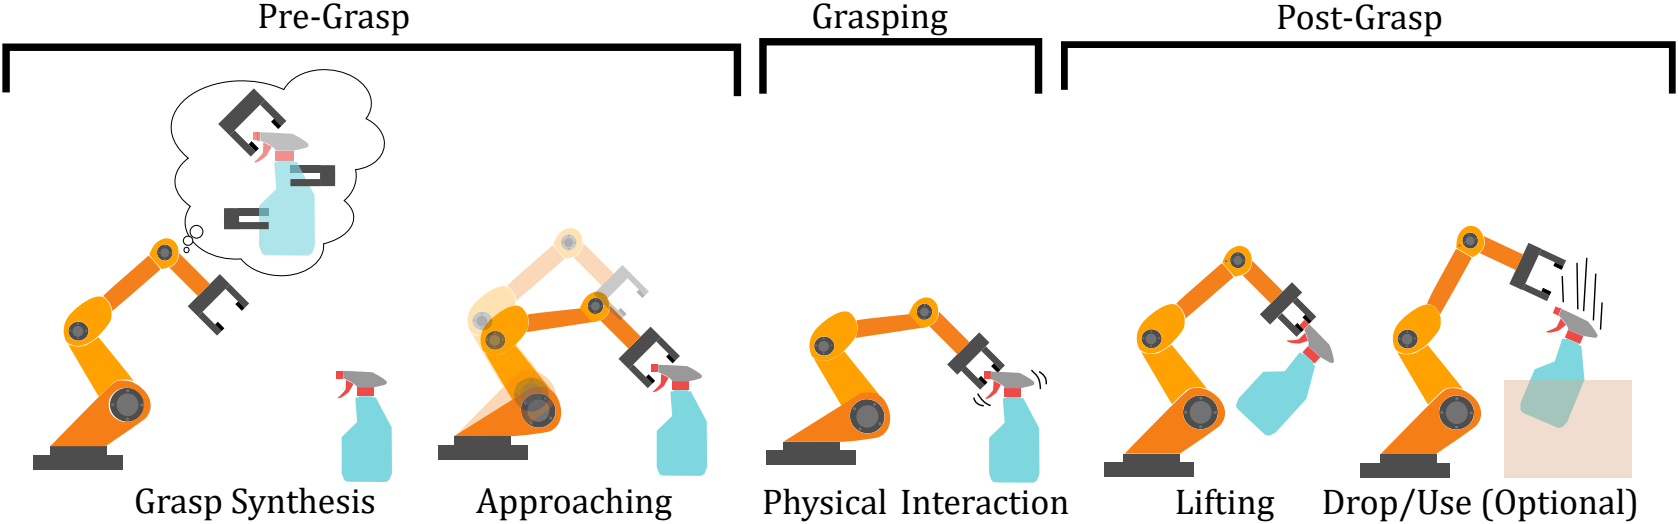 Pre-Grasp
Grasping
Post-Grasp
Grasp Synthesis
Approaching
Physical Interaction
Lifting
Drop/Use (Optional)